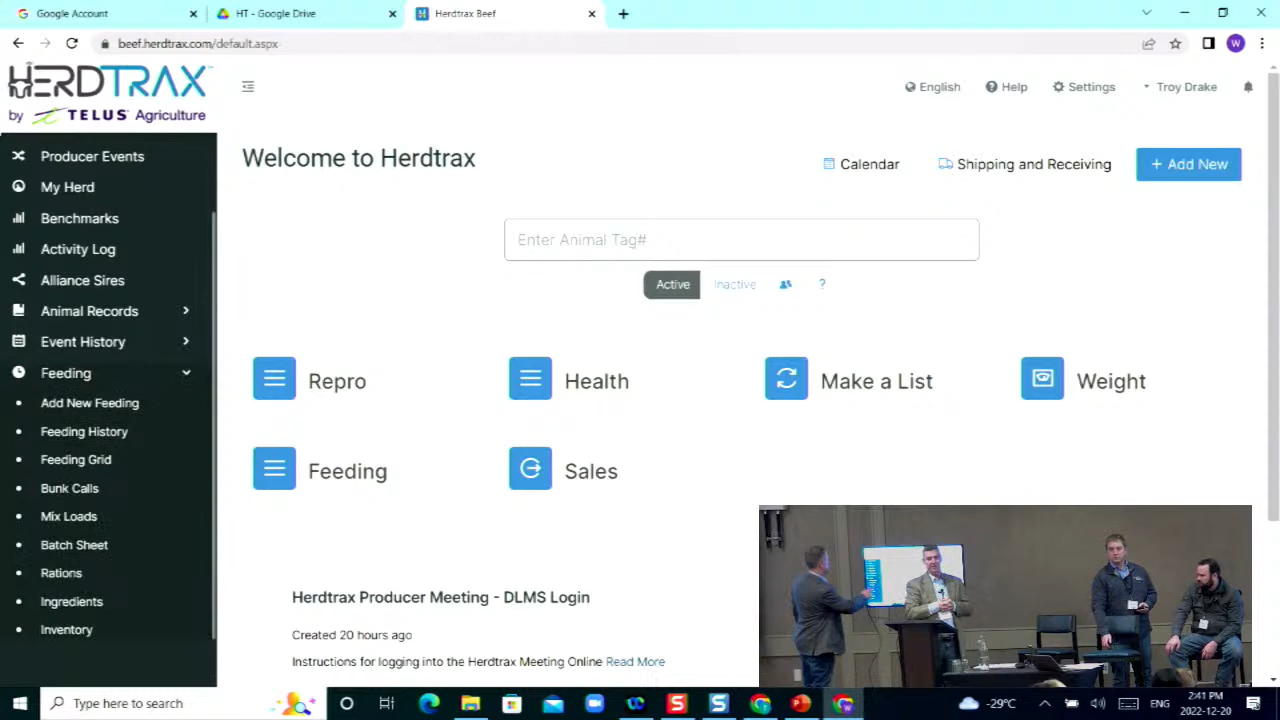 Google Account
HT - Google Drive
Herdtrax Beef
beef.herdtrax.com/default.aspx
W
HERDTRAX
by TELUS Agriculture
English
Help
Settings
Troy Drake
Producer Events
My Herd
Benchmarks
Activity Log
Alliance Sires
Animal Records
Event History
Feeding
Add New Feeding
Feeding History
Feeding Grid
Bunk Calls
Mix Loads
Batch Sheet
Rations
Ingredients
Inventory
Welcome to Herdtrax
Calendar
Shipping and Receiving
+ Add New
Enter Animal Tag#
Active
Inactive
?
Repro
Health
Make a List
Weight
Feeding
Sales
Herdtrax Producer Meeting - DLMS Login
Created 20 hours ago
Instructions for logging into the Herdtrax Meeting Online Read More
Type here to search
-29°C
ENG
2:41 PM
2022-12-20